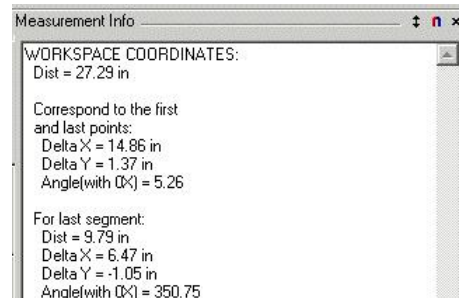 Measurement Info
WORKSPACE COORDINATES:
Dist = 27.29 in
Correspond to the first
and last points:
Delta X = 14.86 in
Delta Y = 1.37 in
Angle(with 0X) = 5.26
For last segment:
Dist = 9.79 in
Delta X = 6.47 in
Delta Y = -1.05 in
Angle(with 0X) = 350.75